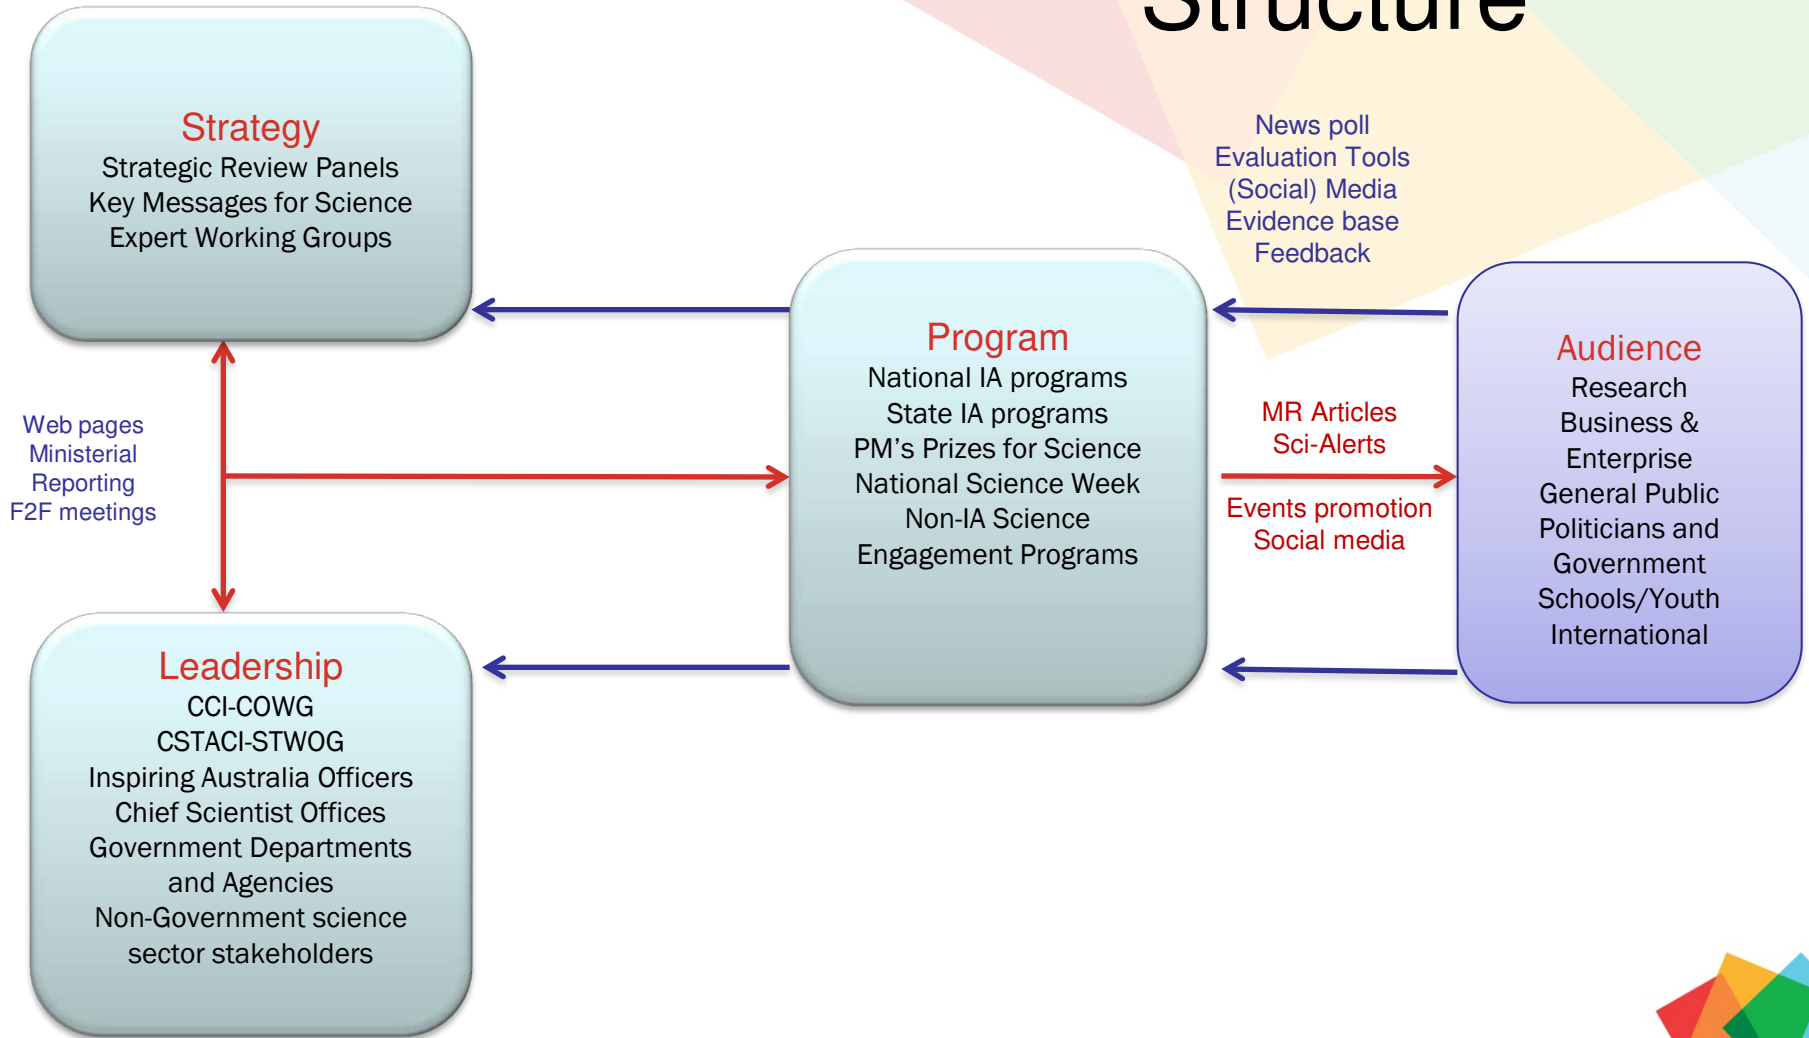 Structure
Strategy
Strategic Review Panels
Key Messages for Science
Expert Working Groups
News poll
Evaluation Tools
(Social) Media
Evidence base
Feedback
Web pages
Ministerial
Reporting
F2F meetings
Program
National IA programs
State IA programs
PM's Prizes for Science
National Science Week
Non-IA Science
Engagement Programs
MR Articles
Sci-Alerts
Events promotion
Social media
Audience
Research
Business &
Enterprise
General Public
Politicians and
Government
Schools/Youth
International
Leadership
CCI-COWG
CSTACI-STWOG
Inspiring Australia Officers
Chief Scientist Offices
Government Departments
and Agencies
Non-Government science
sector stakeholders